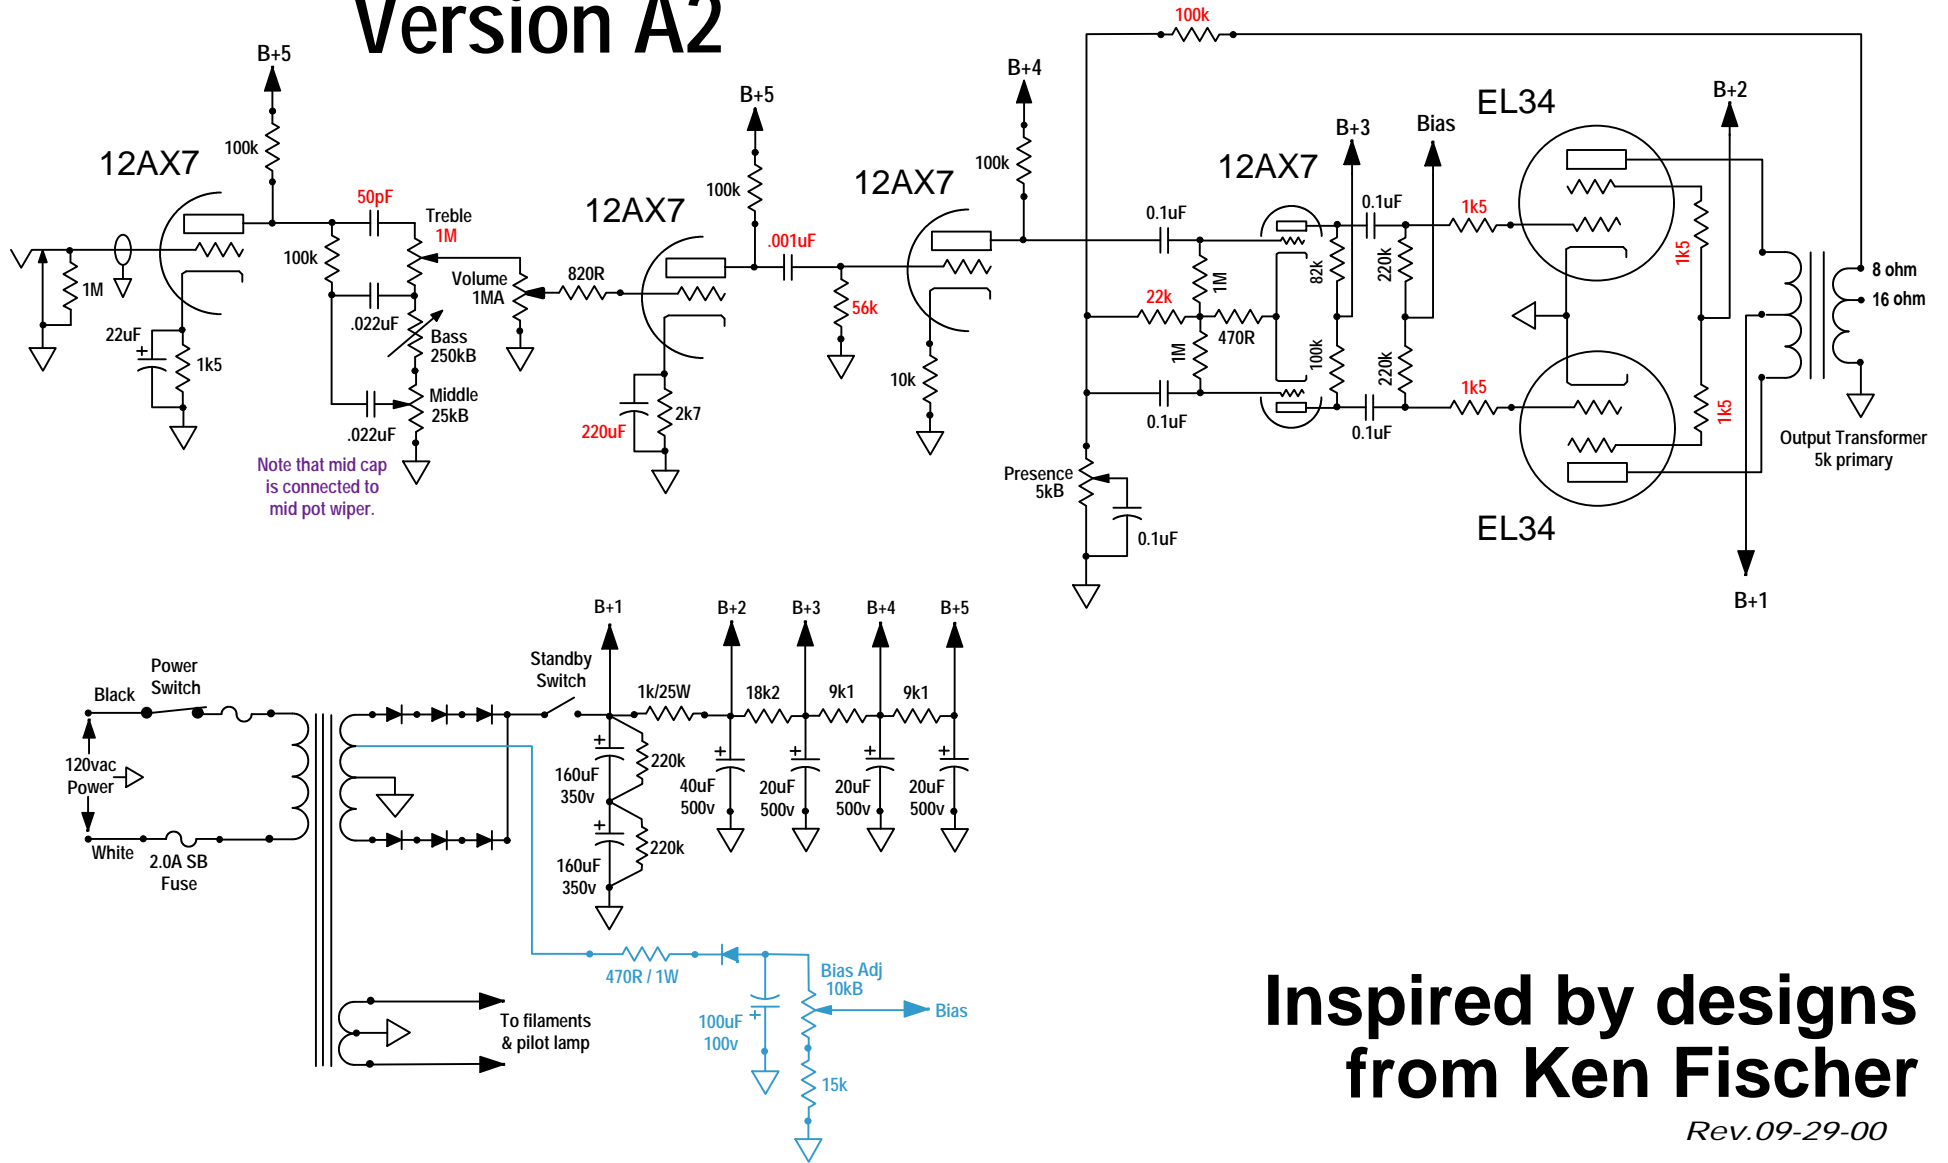 Version A2
100k
B+5
B+4
B+5
B+2
EL34
B+3
Bias
100k
12AX7
100k
12AX7
100k
12AX7
12AX7
50pF
Treble
1M
0.1uF
0.1uF
1k5
1k5
.001uF
100k
1M
Volume
1MA
820R
1M
82k
220k
8 ohm
16 ohm
22k
56k
.022uF
22uF
1k5
Bass
250kB
470R
1M
100k
220k
10k
1k5
1k5
Middle
25kB
2k7
220uF
.022uF
0.1uF
0.1uF
Output Transformer
5k primary
Note that mid cap
is connected to
mid pot wiper.
Presence
5kB
0.1uF
EL34
B+1
B+1
B+2
B+3
B+4
B+5
Power
Switch
Black
Standby
Switch
1k/25W
18k2
9k1
9k1
+
+
+
+
+
120vac
Power
160uF
350v
220k
40uF
500v
20uF
500v
20uF
500v
20uF
500v
+
White
2.0A SB
Fuse
160uF
350v
220k
470R / 1W
Bias Adj
10kB
Bias
100uF
100v
+
To filaments
& pilot lamp
15k
Inspired by designs
from Ken Fischer
Rev.09-29-00